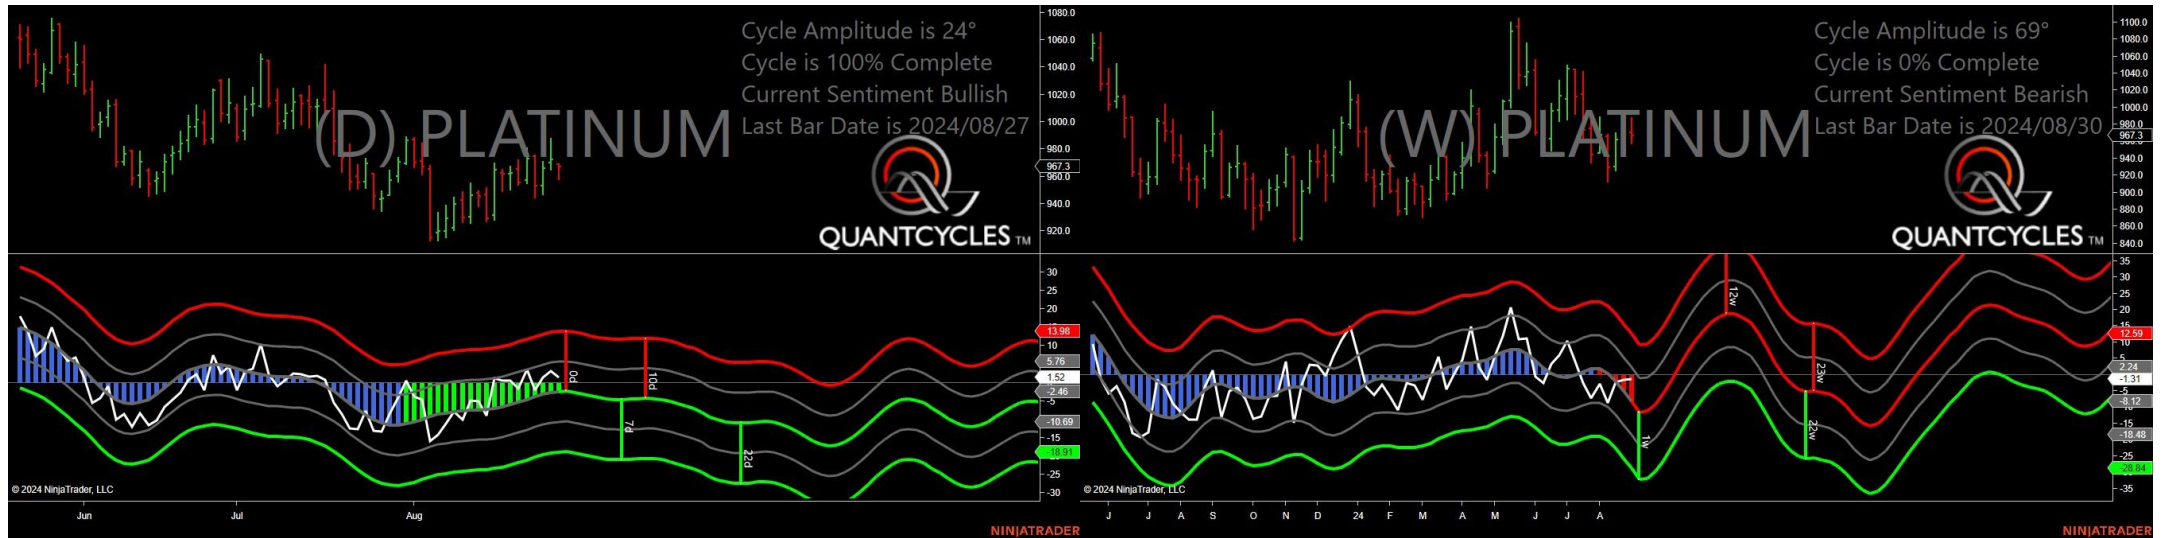 Cycle Amplitude is 24°
Cycle is 100% Complete
Current Sentiment Bullish
Last Bar Date is 2024/08/27
(D) PLATINUM
QUANTCYCLES TM
1080.0
1060.0
1040.0
1020.0
1000.0
980.0
967.3
960.0
940.0
920.0
30
25
20
13.98
10
5.76
1.52
-2.46
-5
-10.69
-15
-18.91
-25
-30
0d
10d
7d
22d
© 2024 NinjaTrader, LLC
Jun
Jul
Aug
NINJATRADER
Cycle Amplitude is 69°
Cycle is 0% Complete
Current Sentiment Bearish
Last Bar Date is 2024/08/30
(W) PLATINUM
QUANTCYCLES TM
1100.0
1080.0
1060.0
1040.0
1020.0
1000.0
980.0
967.3
940.0
920.0
900.0
880.0
860.0
840.0
35
30
25
20
15
12.59
10
5
2.24
-1.31
-5
-8.12
-18.48
-25
-28.84
-35
12w
23w
1w
22w
© 2024 NinjaTrader, LLC
J
J
A
S
O
N
D
24
F
M
A
M
J
J
A
NINJATRADER